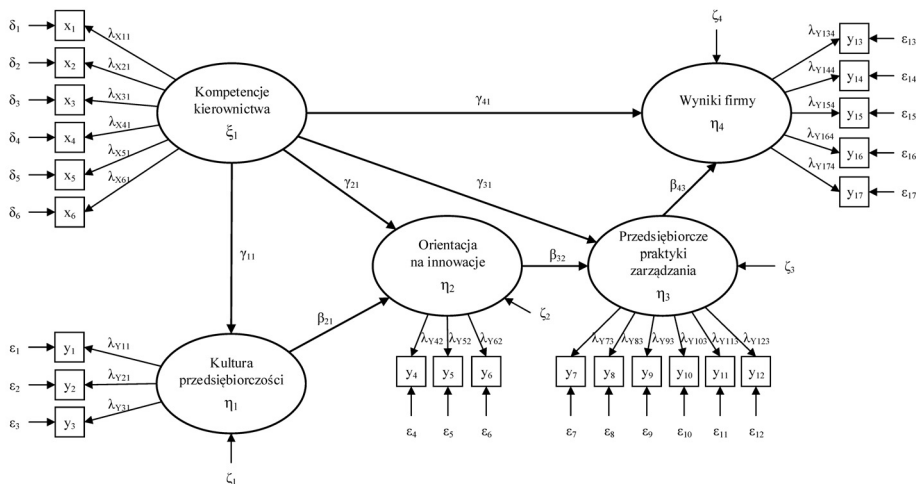 δ₁ x₁ λX11
δ₂ x₂ λX21
δ₃ x₃ λX31
δ₄ x₄ λX41
δ₅ x₅ λX51
δ₆ x₆ λX61
Kompetencje
kierownictwa
ξ₁
γ₄₁
γ₃₁
γ₂₁
γ₁₁
ζ₄
Wyniki firmy
η₄
λY134 y₁₃ ε₁₃
λY144 y₁₄ ε₁₄
λY154 y₁₅ ε₁₅
λY164 y₁₆ ε₁₆
λY174 y₁₇ ε₁₇
β₄₃
Orientacja
na innowacje
η₂
β₃₂
ζ₂
Przedsiębiorcze
praktyki
zarządzania
η₃
ζ₃
β₂₁
λY42 λY52 λY62
y₄ y₅ y₆
ε₄ ε₅ ε₆
λY73 λY83 λY93 λY103 λY113 λY123
y₇ y₈ y₉ y₁₀ y₁₁ y₁₂
ε₇ ε₈ ε₉ ε₁₀ ε₁₁ ε₁₂
ε₁ y₁ λY11
ε₂ y₂ λY21
ε₃ y₃ λY31
Kultura
przedsiębiorczości
η₁
ζ₁